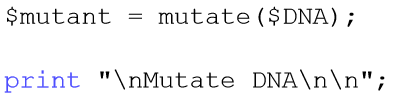 $mutant = mutate($DNA);
print "\nMutate DNA\n\n";